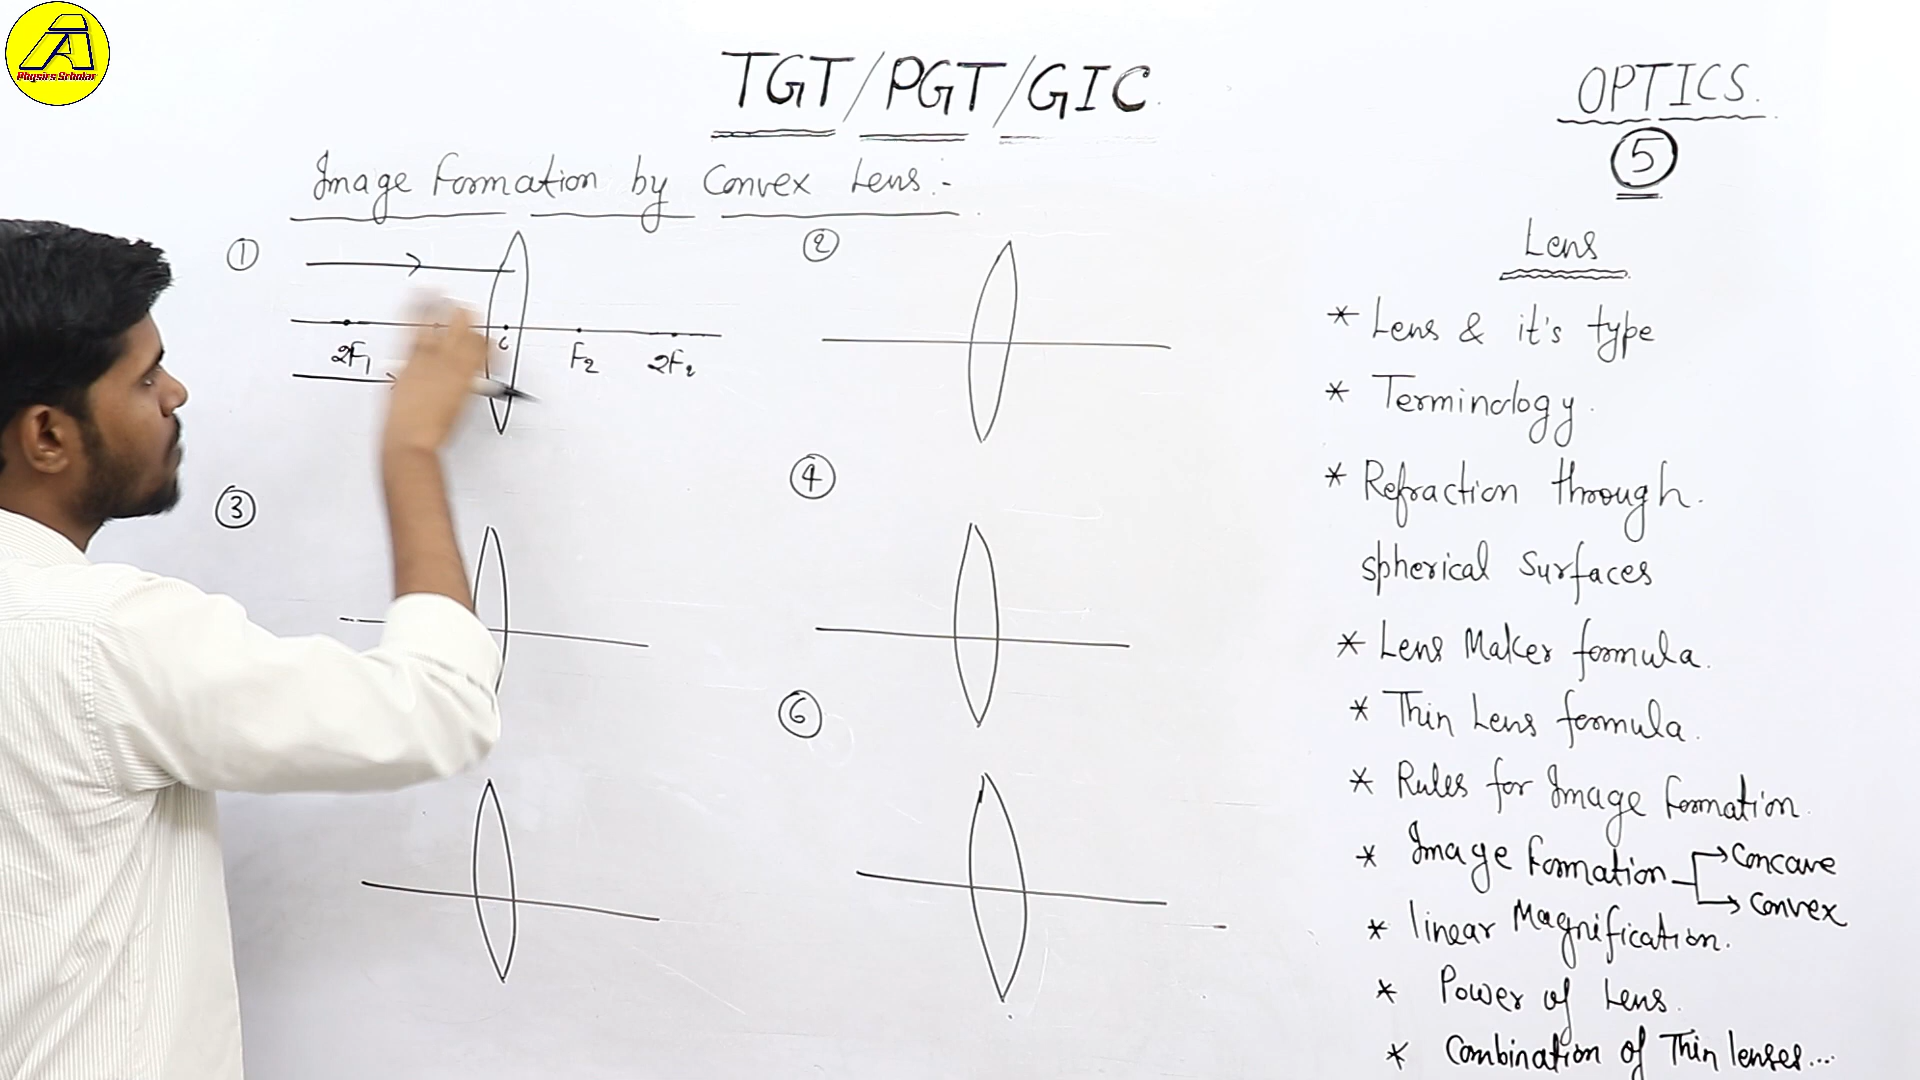 Physics Scholar
TGT/PGT/GIC
OPTICS.
5
Image Formation by Convex Lens:-
1
2F1
F2
2F2
2
3
4
6
Lens
* Lens & it's type
* Terminology.
* Refraction through.
spherical surfaces
* Lens Maker formula.
* Thin Lens formula.
* Rules for Image Formation.
* Image Formation → Concave
→ Convex
* linear Magnification.
* Power of Lens.
* Combination of Thin lenses...